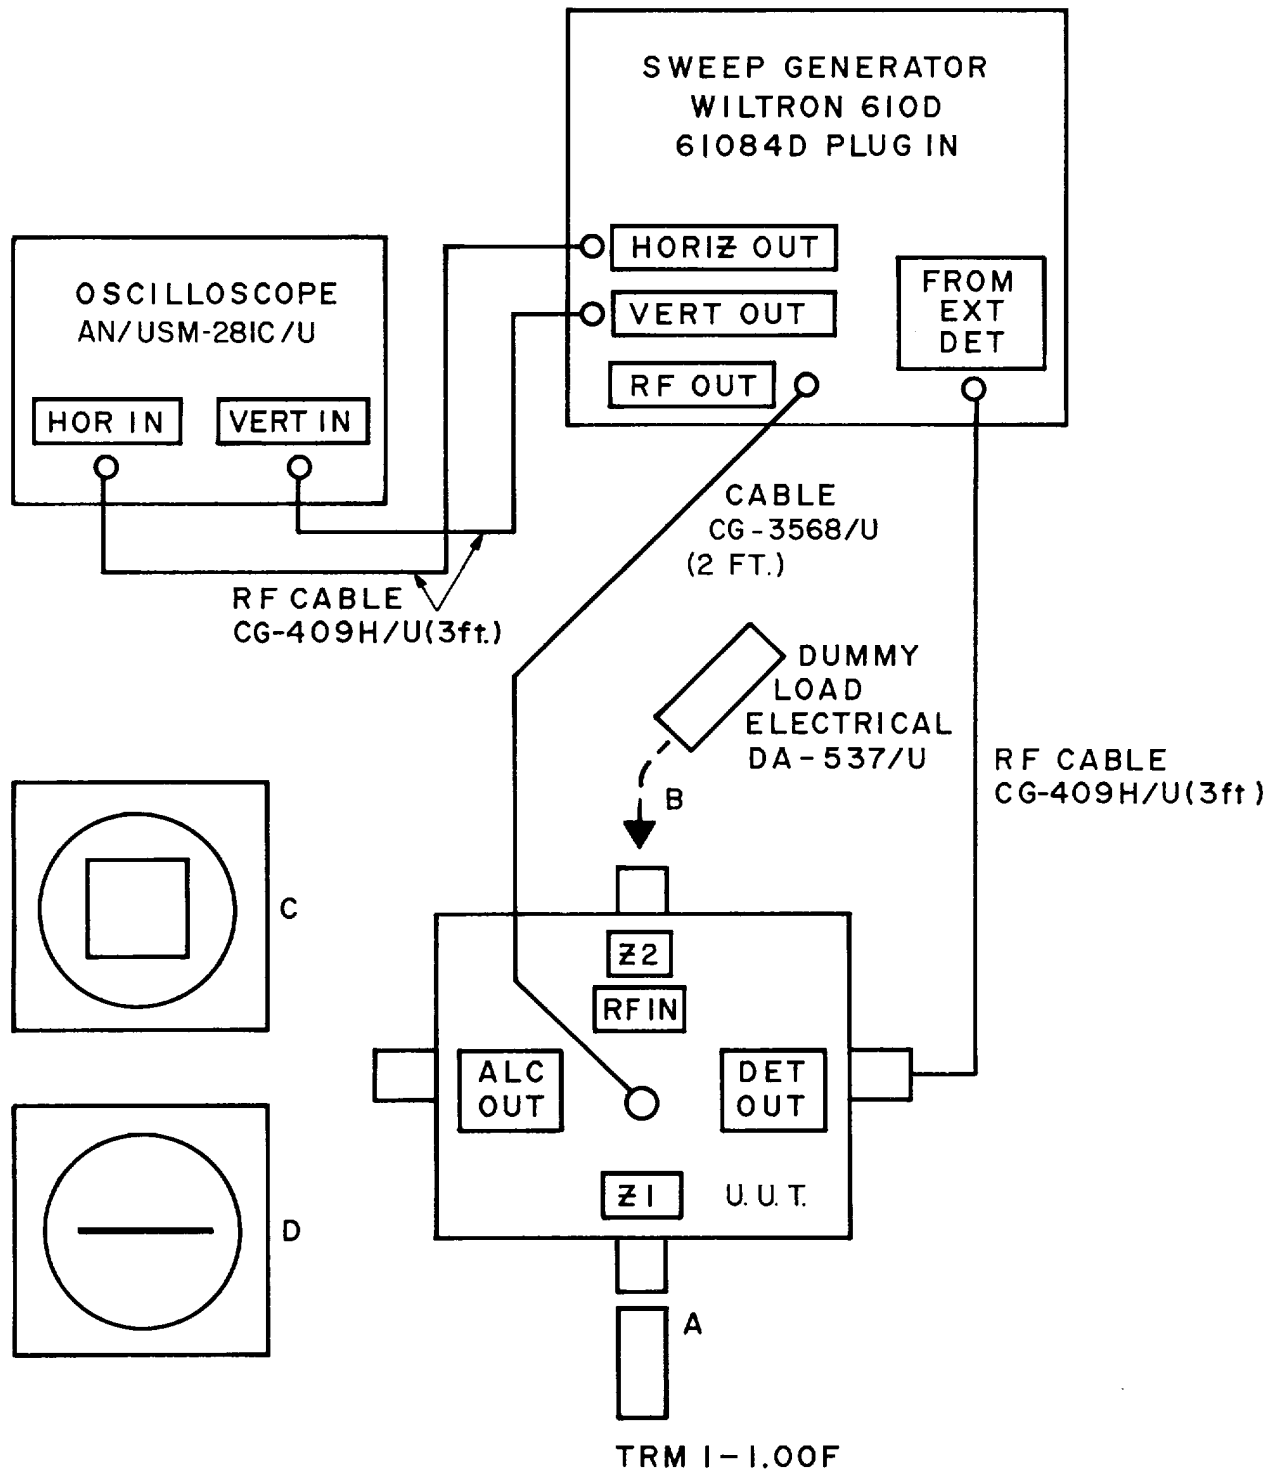 SWEEP GENERATOR
WILTRON 610D
61084D PLUG IN
HORIZ OUT
VERT OUT
RF OUT
FROM
EXT
DET
OSCILLOSCOPE
AN/USM-281C/U
HOR IN
VERT IN
CABLE
CG-3568/U
(2 FT.)
RF CABLE
CG-409H/U(3ft.)
DUMMY
LOAD
ELECTRICAL
DA-537/U
RF CABLE
CG-409H/U(3ft)
B
C
Z2
RF IN
ALC
OUT
DET
OUT
Z1
U.U.T.
D
A
TRM 1-1.00F